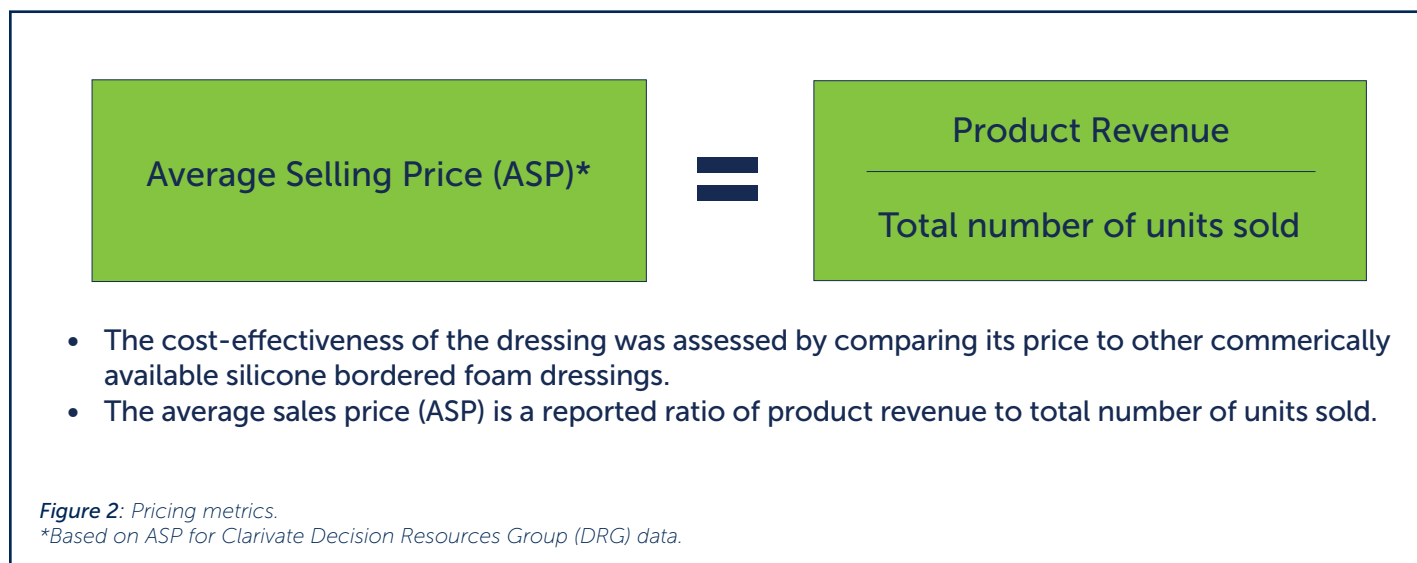 Average Selling Price (ASP)*
=
Product Revenue
Total number of units sold
• The cost-effectiveness of the dressing was assessed by comparing its price to other commerically
available silicone bordered foam dressings.
• The average sales price (ASP) is a reported ratio of product revenue to total number of units sold.
Figure 2: Pricing metrics.
*Based on ASP for Clarivate Decision Resources Group (DRG) data.